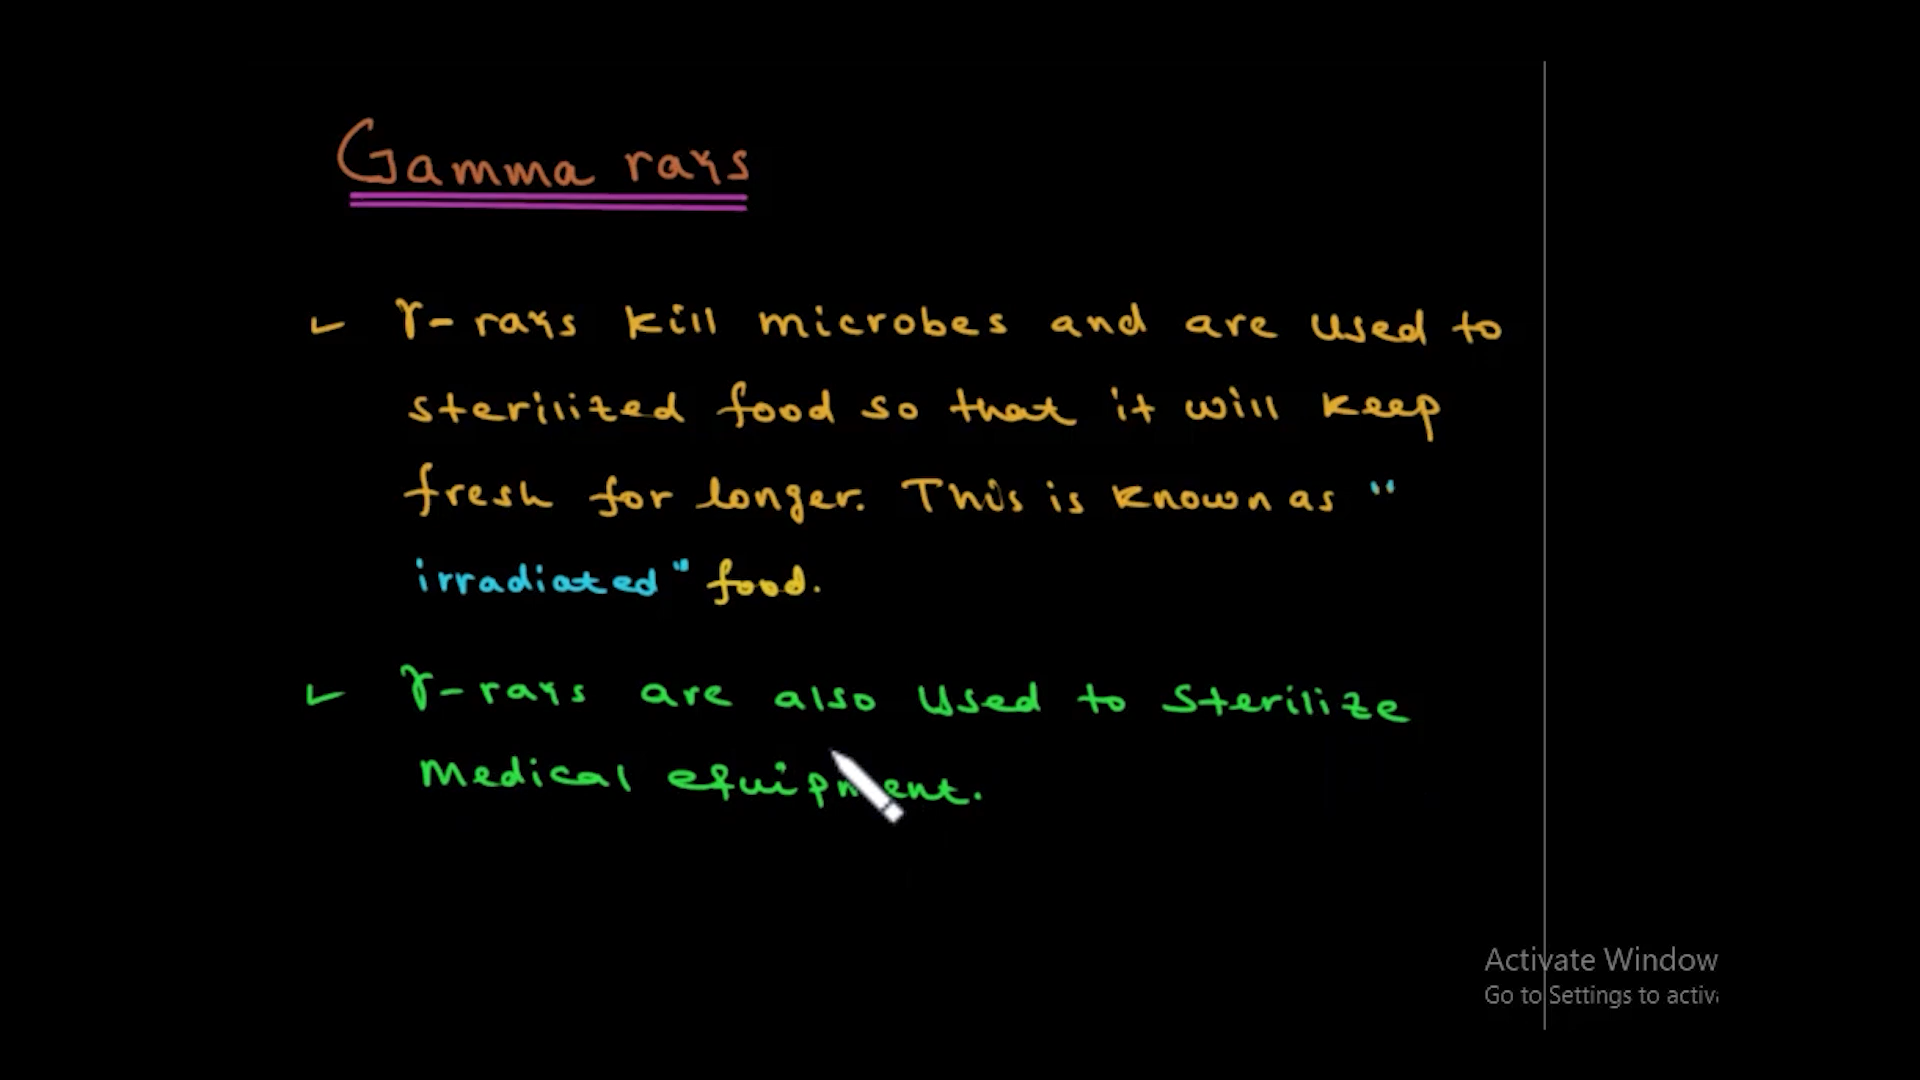 Gamma rays
γ-rays kill microbes and are used to
sterilized food so that it will keep
fresh for longer. This is known as "
irradiated" food.
γ-rays are also used to sterilize
medical equipment.
Activate Window
Go to Settings to activ